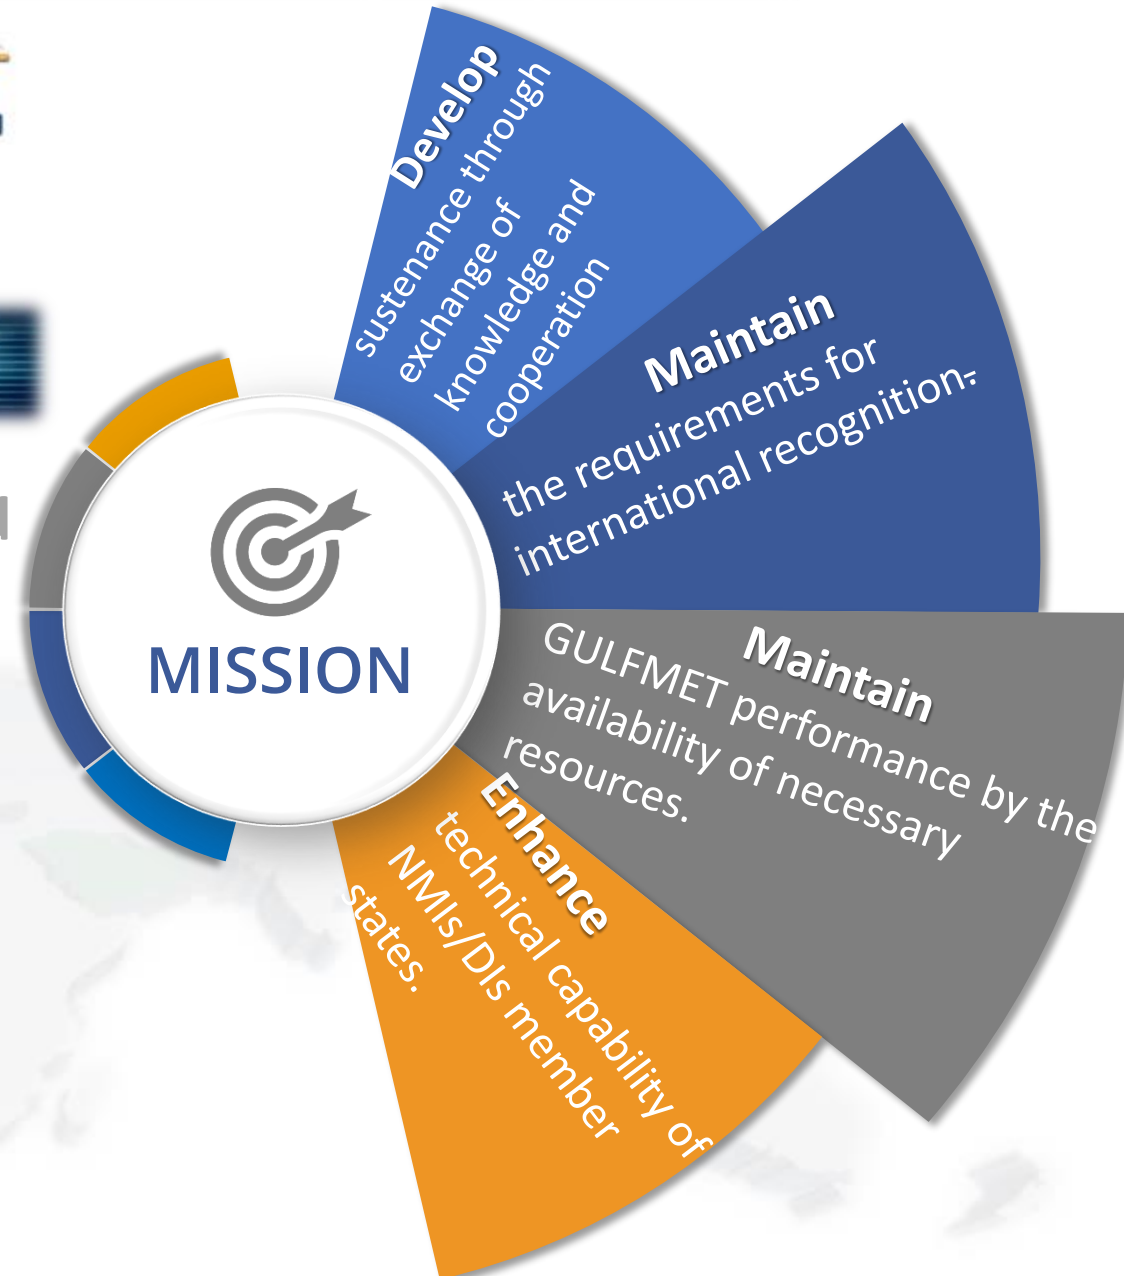 MISSION
Develop
sustenance through
exchange of
knowledge and
cooperation
Maintain
the requirements for
international recognition.
Maintain
GULFMET performance by the
availability of necessary
resources.
Enhance
technical capability of
NMIs/DIs member
states.